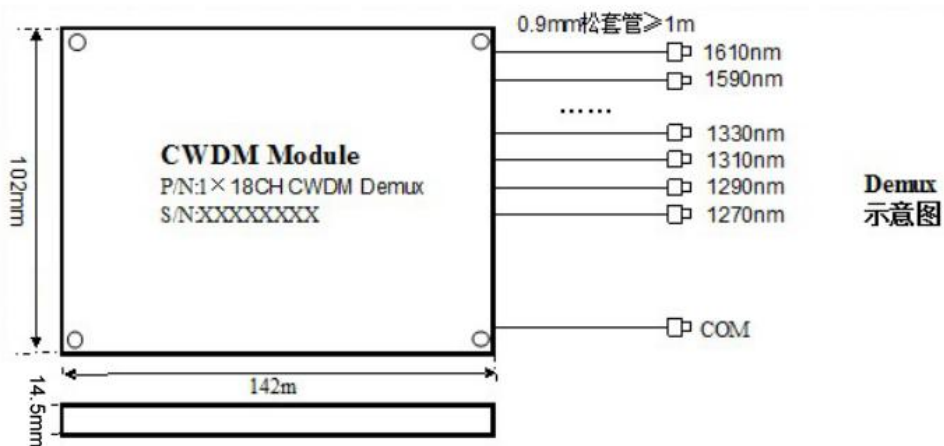 0.9mm松套管≥1m
1610nm
1590nm
……
1330nm
1310nm
1290nm
1270nm
COM
CWDM Module
P/N:1×18CH CWDM Demux
S/N:XXXXXXXX
Demux
示意图
102mm
142m
14.5mm